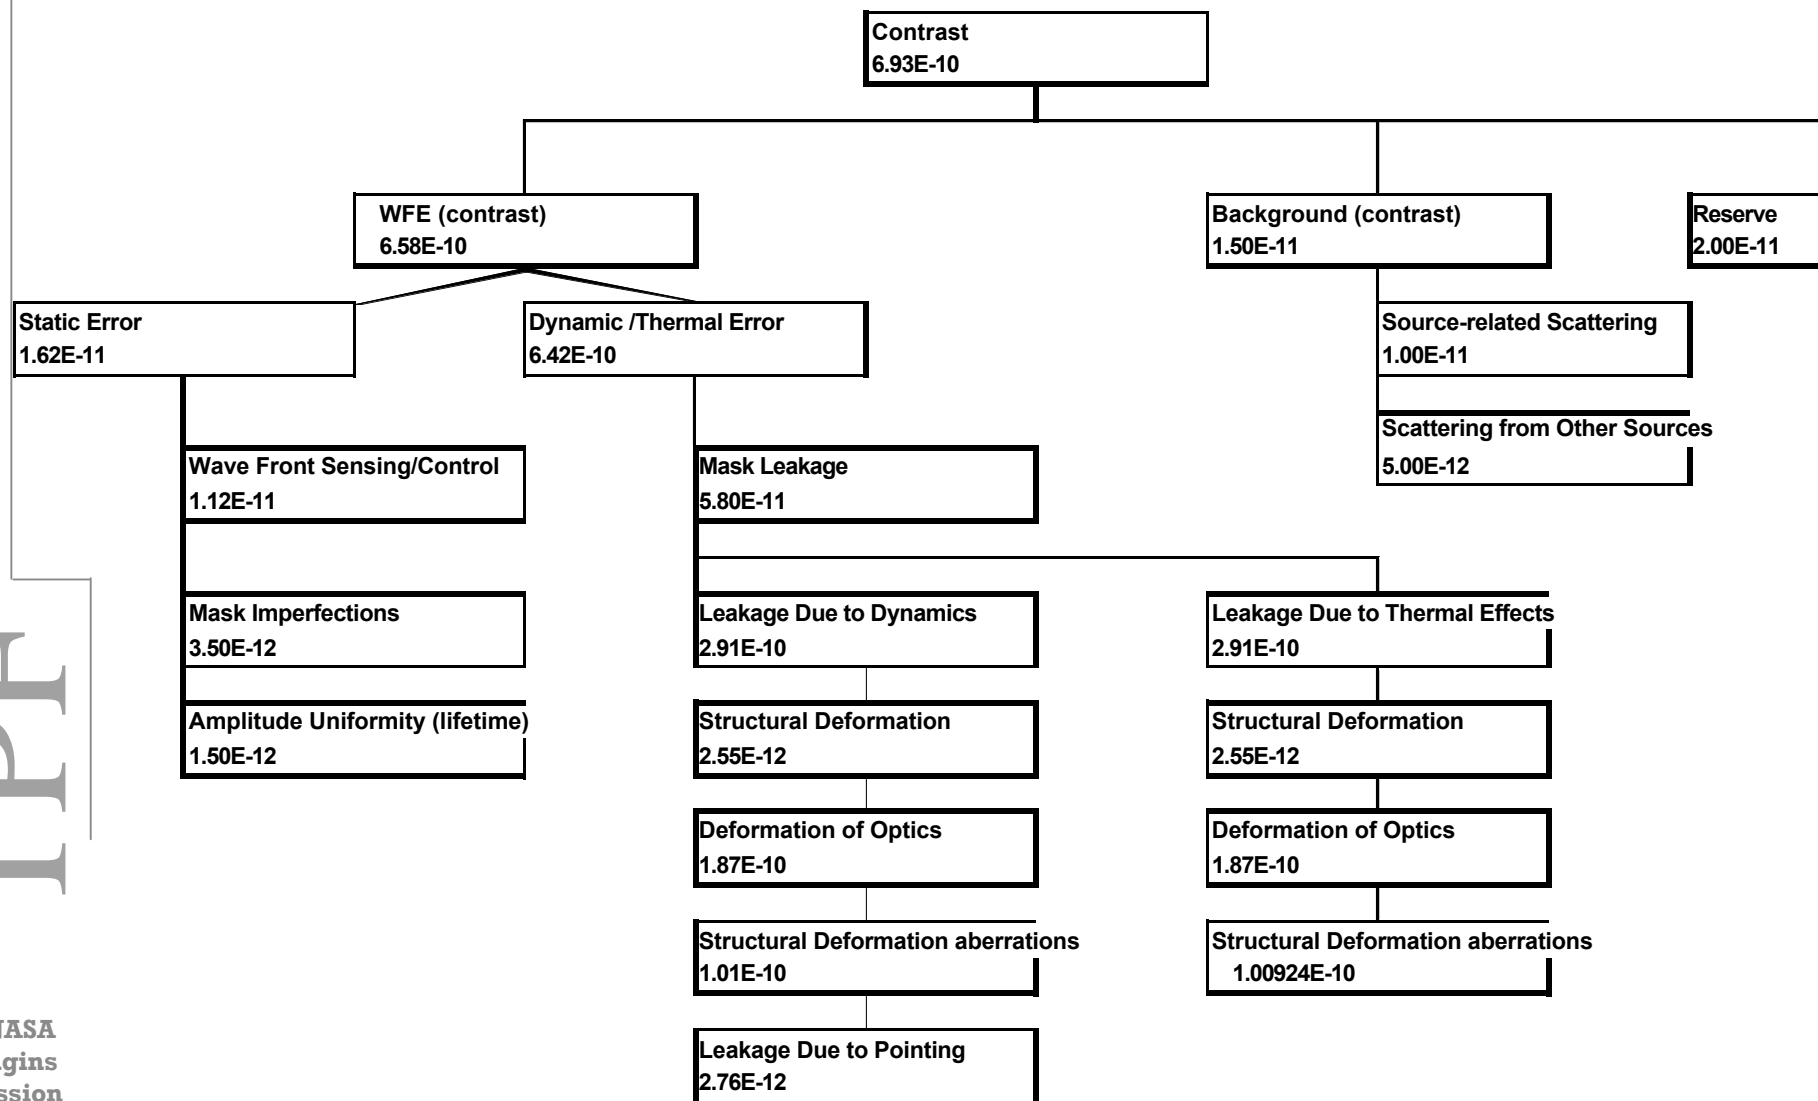 Contrast
6.93E-10
WFE (contrast)
6.58E-10
Background (contrast)
1.50E-11
Reserve
2.00E-11
Static Error
1.62E-11
Dynamic /Thermal Error
6.42E-10
Source-related Scattering
1.00E-11
Scattering from Other Sources
5.00E-12
Wave Front Sensing/Control
1.12E-11
Mask Leakage
5.80E-11
Mask Imperfections
3.50E-12
Leakage Due to Dynamics
2.91E-10
Leakage Due to Thermal Effects
2.91E-10
Amplitude Uniformity (lifetime)
1.50E-12
Structural Deformation
2.55E-12
Structural Deformation
2.55E-12
Deformation of Optics
1.87E-10
Deformation of Optics
1.87E-10
Structural Deformation aberrations
1.01E-10
Structural Deformation aberrations
1.00924E-10
Leakage Due to Pointing
2.76E-12
TPF
NASA